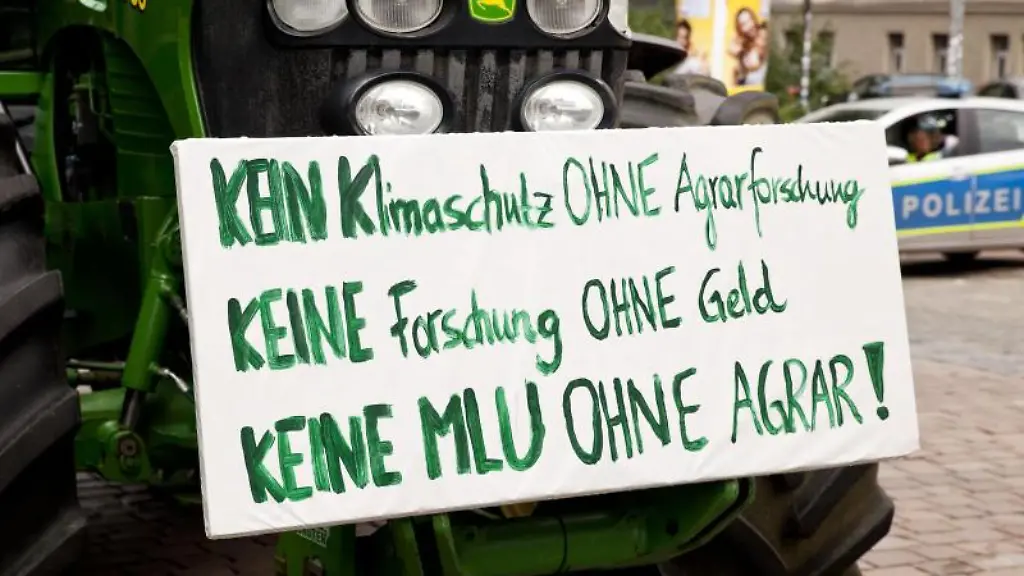 KEIN Klimaschutz OHNE Agrarforschung
KEINE Forschung OHNE Geld
KEINE MLU OHNE AGRAR!
POLIZEI